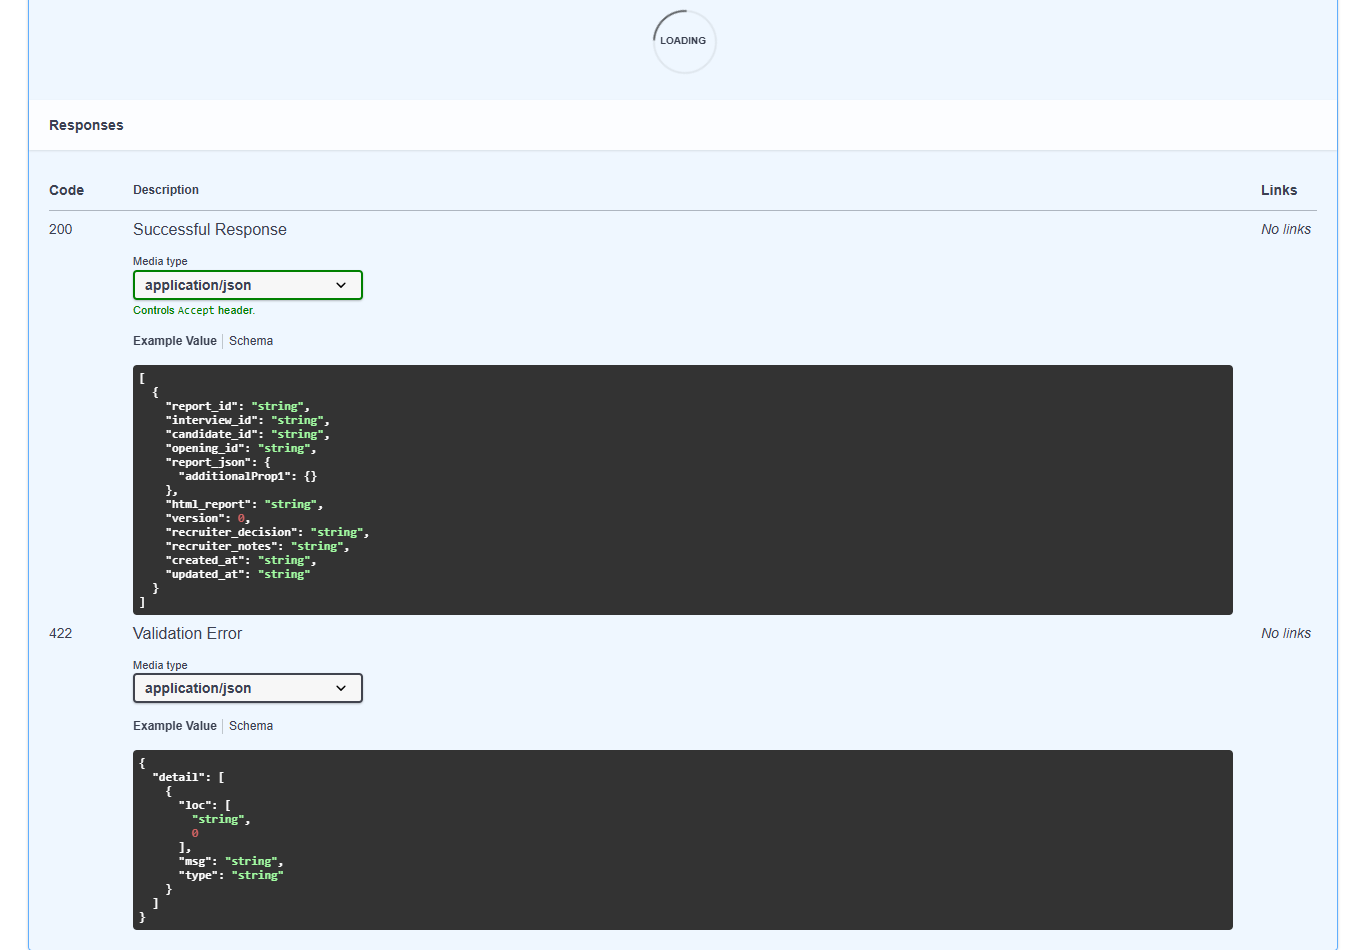 LOADING
Responses
Code Description Links
200 Successful Response No links
Media type
application/json
Controls Accept header.
Example Value Schema
[
  {
    "report_id": "string",
    "interview_id": "string",
    "candidate_id": "string",
    "opening_id": "string",
    "report_json": {
      "additionalProp1": {}
    },
    "html_report": "string",
    "version": 0,
    "recruiter_decision": "string",
    "recruiter_notes": "string",
    "created_at": "string",
    "updated_at": "string"
  }
]
422 Validation Error No links
Media type
application/json
Example Value Schema
{
  "detail": [
    {
      "loc": [
        "string",
        0
      ],
      "msg": "string",
      "type": "string"
    }
  ]
}